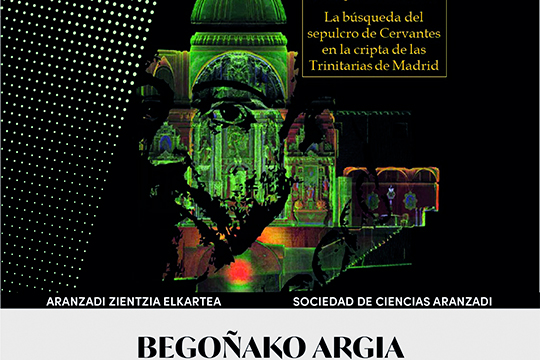 La búsqueda del
sepulcro de Cervantes
en la cripta de las
Trinitarias de Madrid
ARANZADI ZIENTZIA ELKARTEA
SOCIEDAD DE CIENCIAS ARANZADI
BEGOÑAKO ARGIA